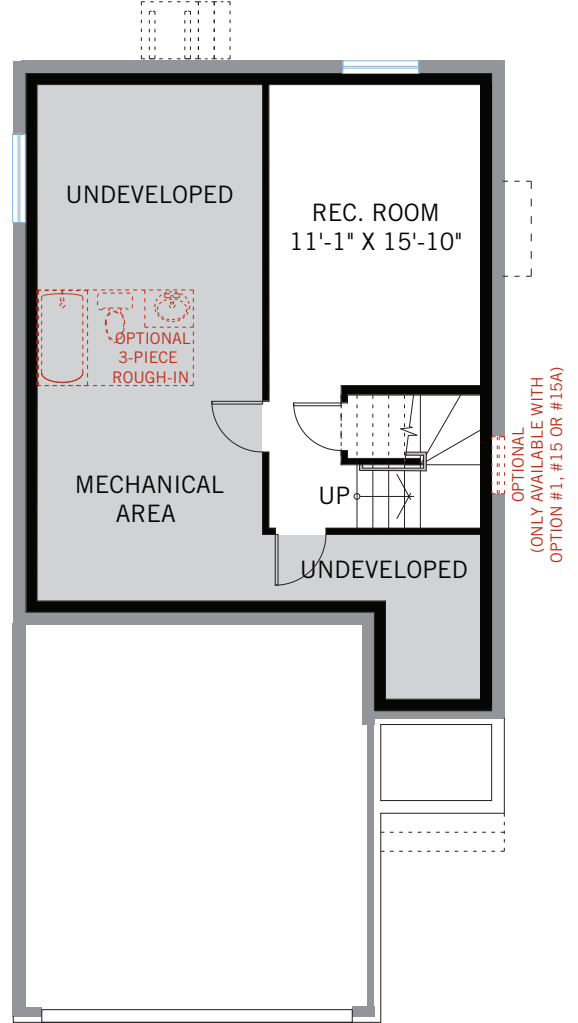 UNDEVELOPED
REC. ROOM
11'-1" X 15'-10"
OPTIONAL
3-PIECE
ROUGH-IN
OPTIONAL
(ONLY AVAILABLE WITH
OPTION #1, #15 OR #15A)
MECHANICAL
AREA
UP
UNDEVELOPED